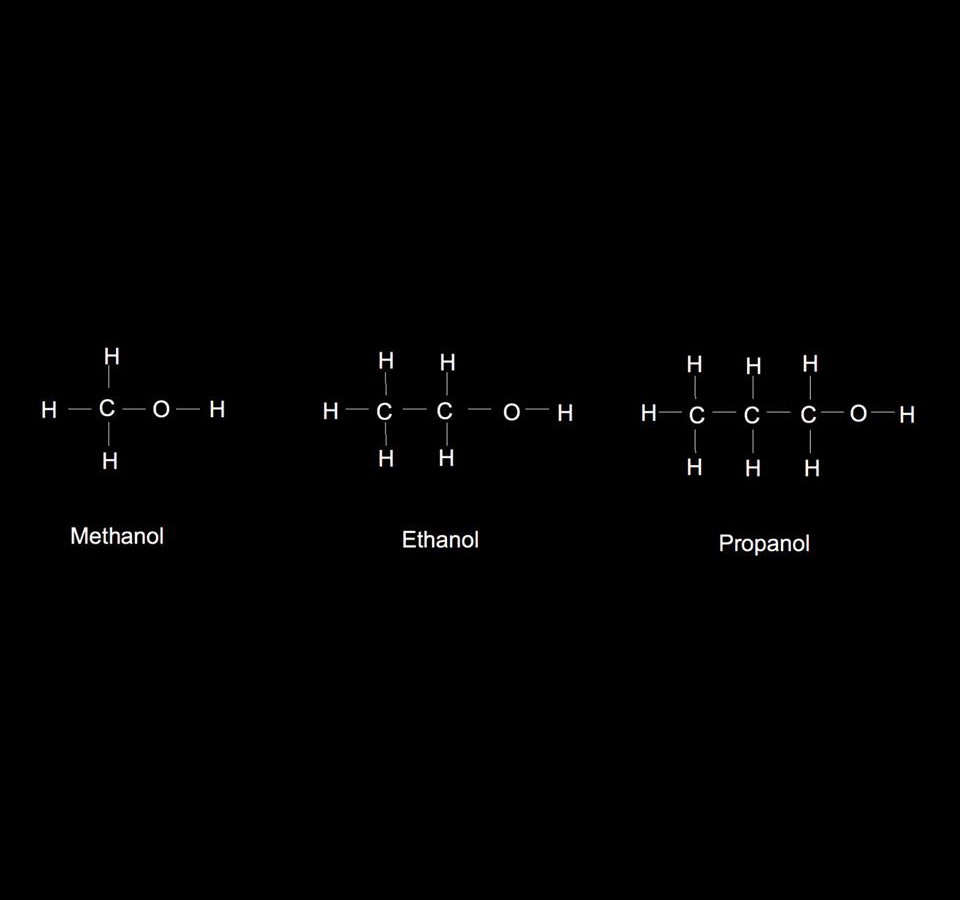 H
H — C — O — H
H
Methanol
H H
H — C — C — O — H
H H
Ethanol
H H H
H — C — C — C — O — H
H H H
Propanol